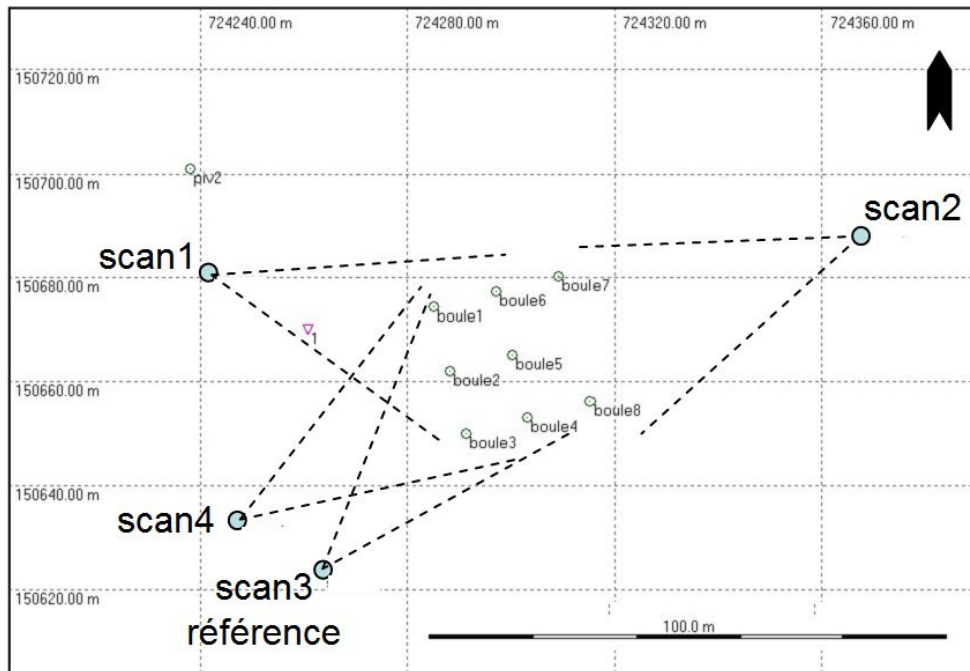 724240.00 m 724280.00 m 724320.00 m 724360.00 m
150720.00 m
150700.00 m
piv2
scan2
scan1
150680.00 m
boule7
boule6
boule1
1
boule5
150660.00 m
boule2
boule8
boule4
boule3
150640.00 m
scan4
scan3
150620.00 m
référence
100.0 m